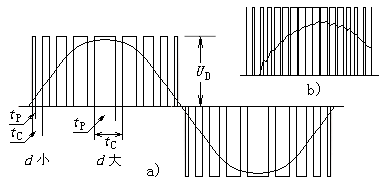 U_D
b)
t_P
t_P
t_C
t_C
d 小
d 大
a)